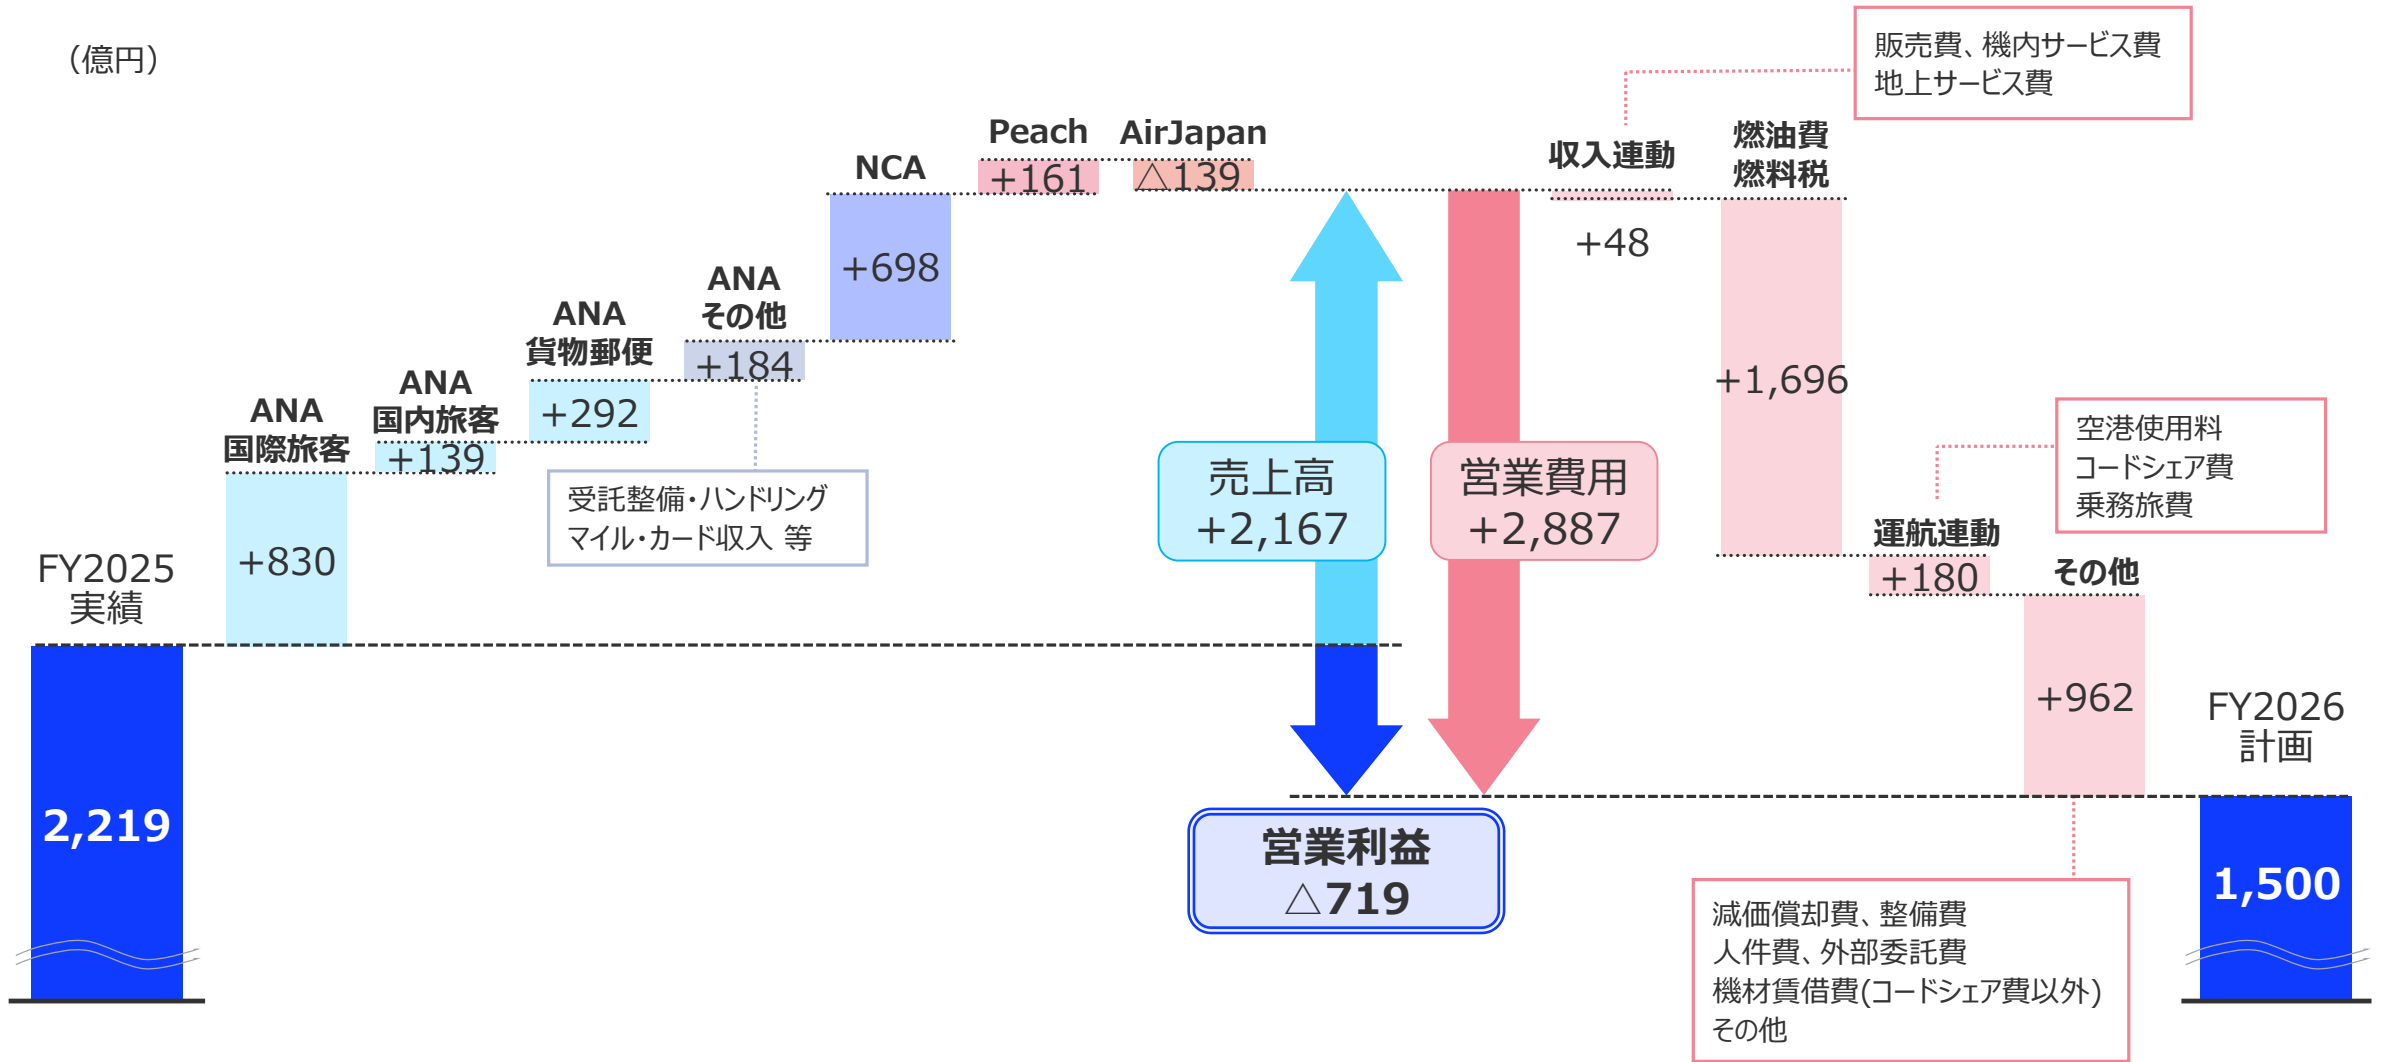 （億円）
FY2025
実績
2,219
ANA
国際旅客
+830
ANA
国内旅客
+139
ANA
貨物郵便
+292
ANA
その他
+184
受託整備・ハンドリング
マイル・カード収入 等
NCA
+698
Peach
+161
AirJapan
△139
売上高
+2,167
営業費用
+2,887
営業利益
△719
収入連動
+48
販売費、機内サービス費
地上サービス費
燃油費
燃料税
+1,696
運航連動
+180
空港使用料
コードシェア費
乗務旅費
その他
+962
減価償却費、整備費
人件費、外部委託費
機材賃借費(コードシェア費以外)
その他
FY2026
計画
1,500